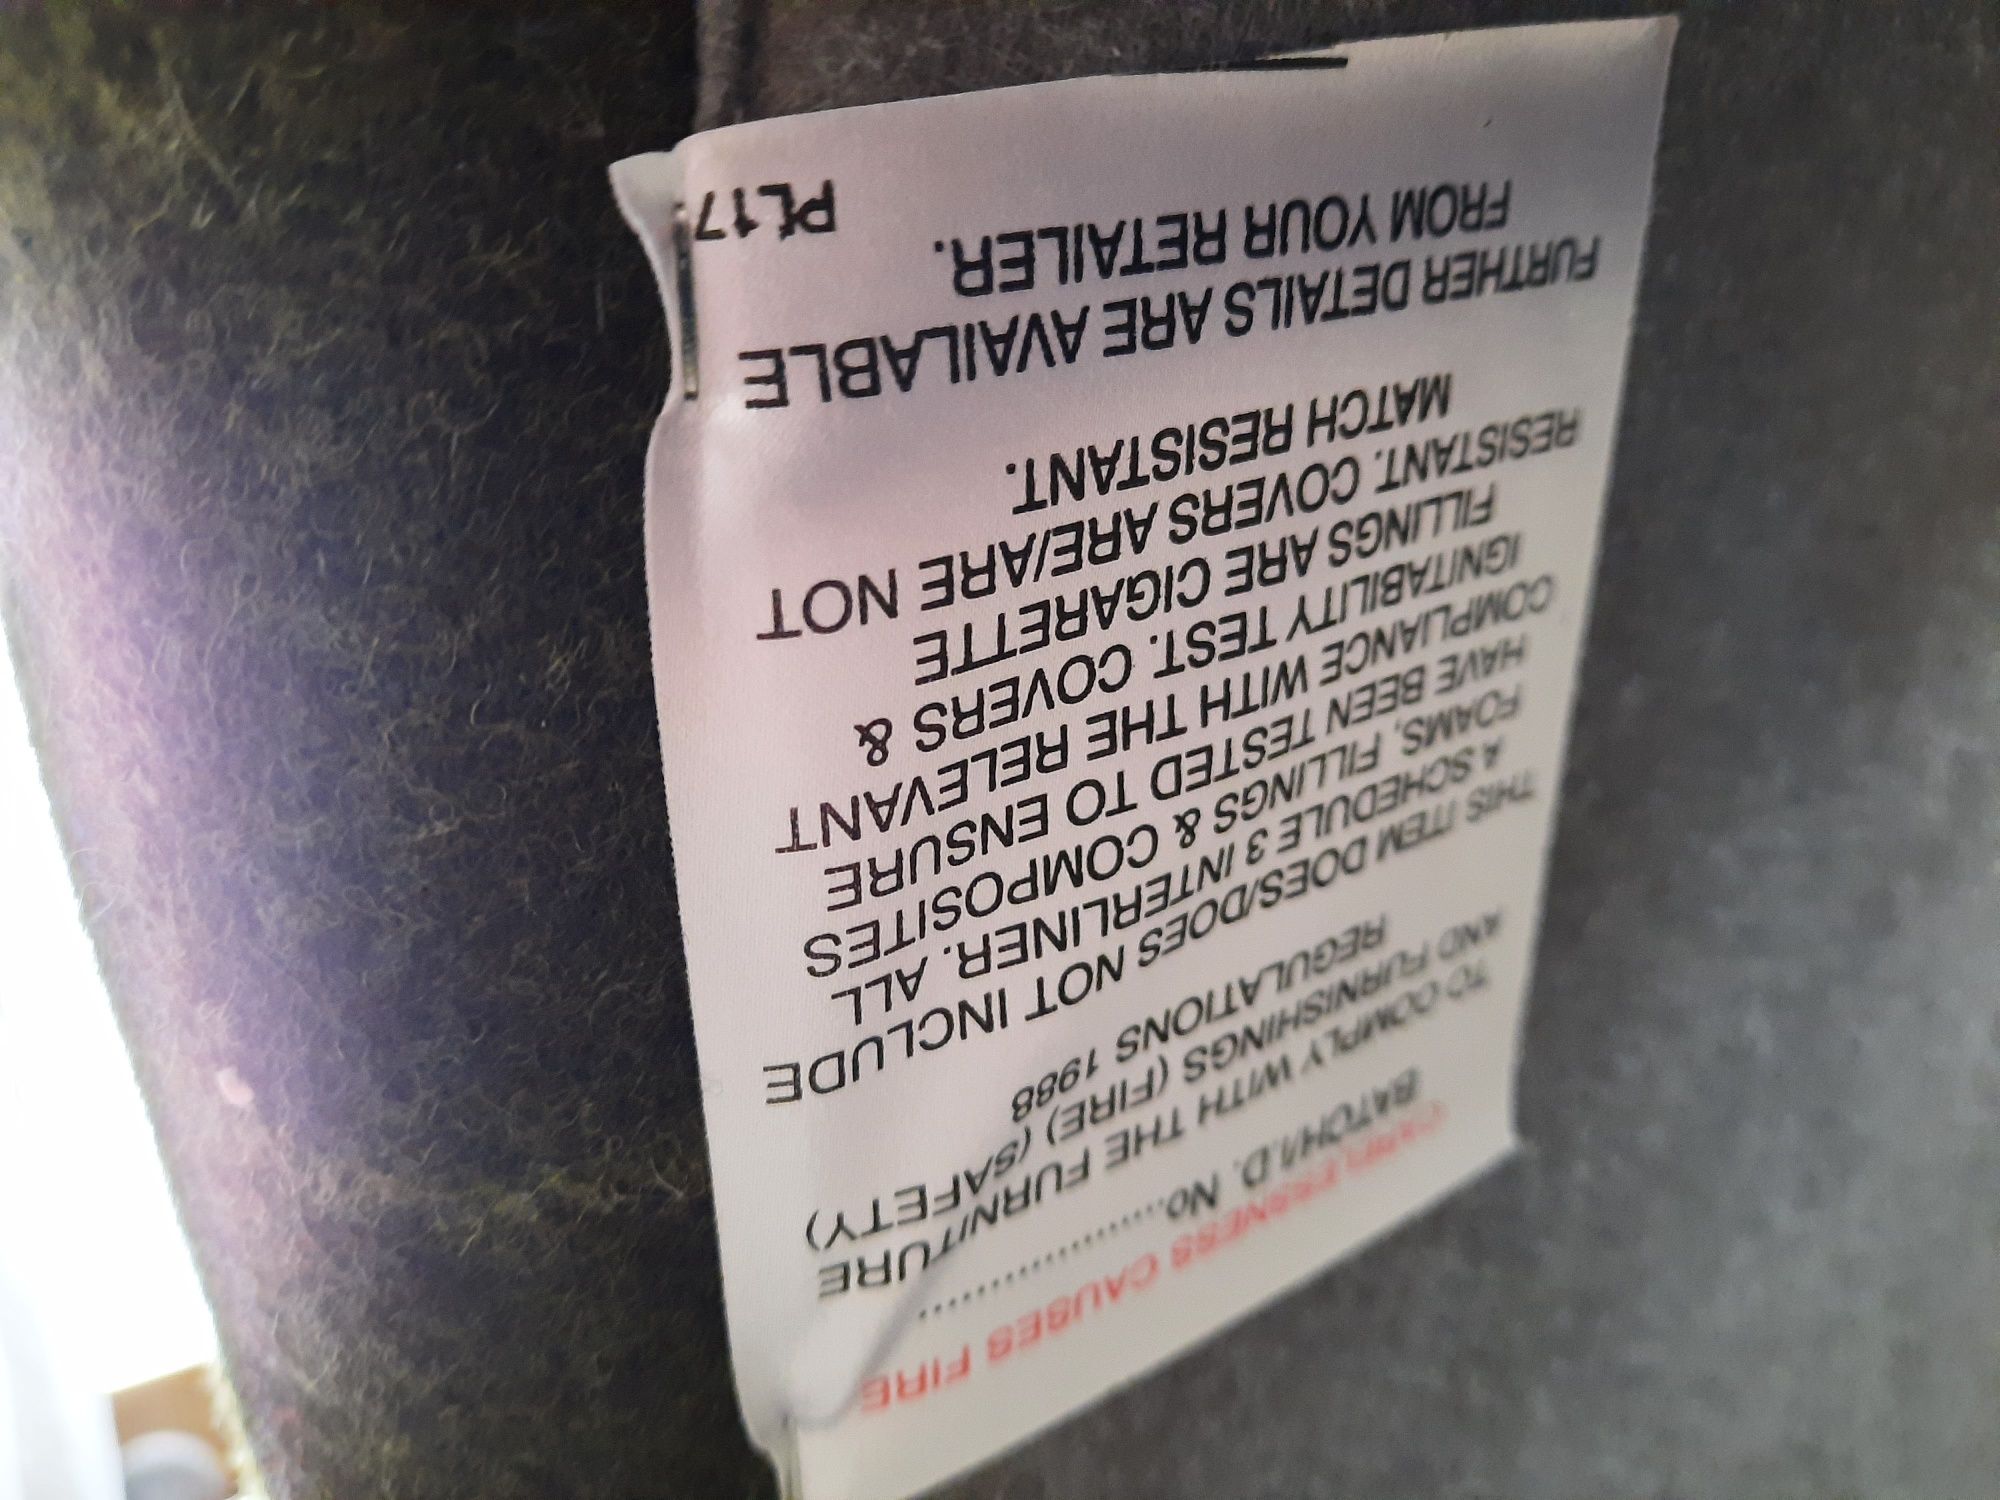 CARELESSNESS CAUSES FIRE
BATCH/I.D. No..................
TO COMPLY WITH THE FURNITURE
AND FURNISHINGS (FIRE) (SAFETY)
REGULATIONS 1988
THIS ITEM DOES/DOES NOT INCLUDE
A SCHEDULE 3 INTERLINER. ALL
FOAMS, FILLINGS & COMPOSITES
HAVE BEEN TESTED TO ENSURE
COMPLIANCE WITH THE RELEVANT
IGNITABILITY TEST. COVERS &
FILLINGS ARE CIGARETTE
RESISTANT. COVERS ARE/ARE NOT
MATCH RESISTANT.
FURTHER DETAILS ARE AVAILABLE
FROM YOUR RETAILER.
PL17